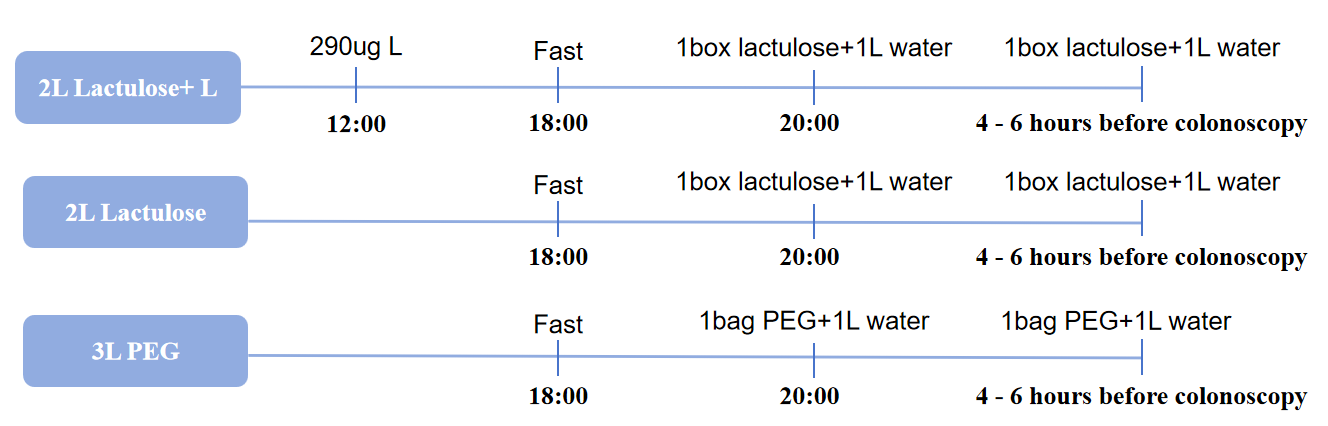 290ug L
Fast
1box lactulose+1L water
1box lactulose+1L water
2L Lactulose+ L
12:00
18:00
20:00
4 - 6 hours before colonoscopy
Fast
1box lactulose+1L water
1box lactulose+1L water
2L Lactulose
18:00
20:00
4 - 6 hours before colonoscopy
Fast
1bag PEG+1L water
1bag PEG+1L water
3L PEG
18:00
20:00
4 - 6 hours before colonoscopy